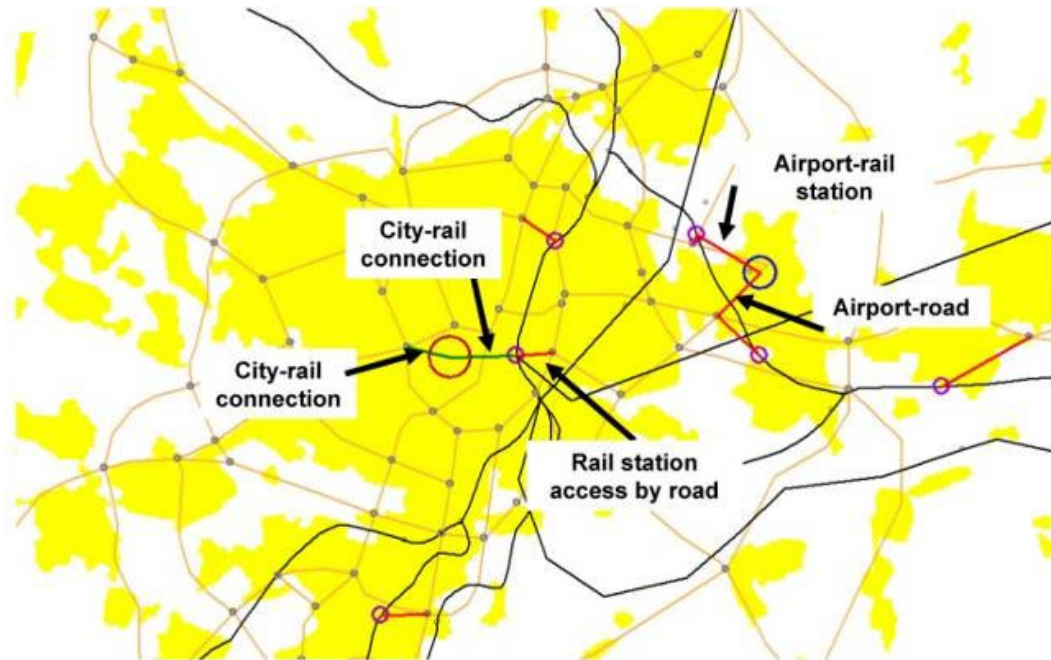 Airport-rail
station
City-rail
connection
Airport-road
City-rail
connection
Rail station
access by road